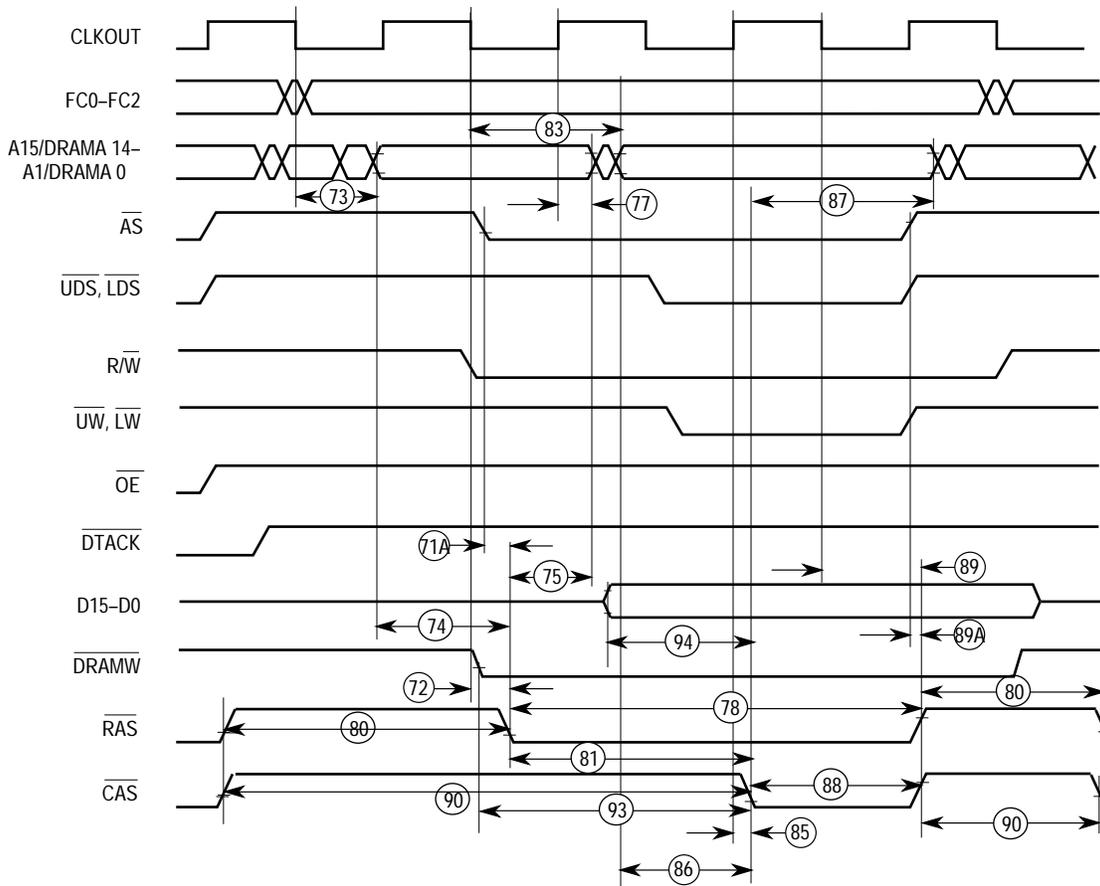 CLKOUT
FC0–FC2
83
A15/DRAMA 14–
A1/DRAMA 0
73
77
87
AS
UDS, LDS
R/W
UW, LW
OE
DTACK
71A
75
89
D15–D0
74
94
89A
DRAMW
72
80
78
RAS
80
81
CAS
88
90
93
90
85
86